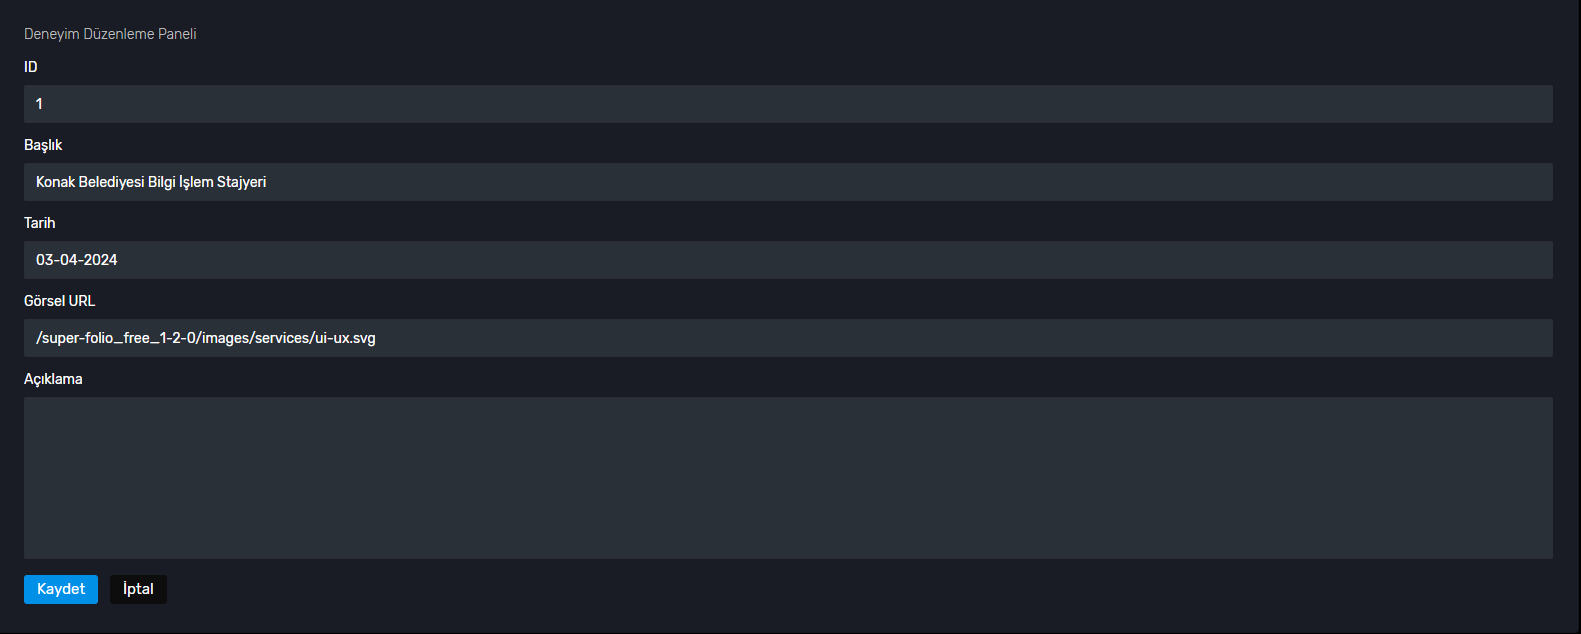 Deneyim Düzenleme Paneli
ID
1
Başlık
Konak Belediyesi Bilgi İşlem Stajyeri
Tarih
03-04-2024
Görsel URL
/super-folio_free_1-2-0/images/services/ui-ux.svg
Açıklama
Kaydet İptal